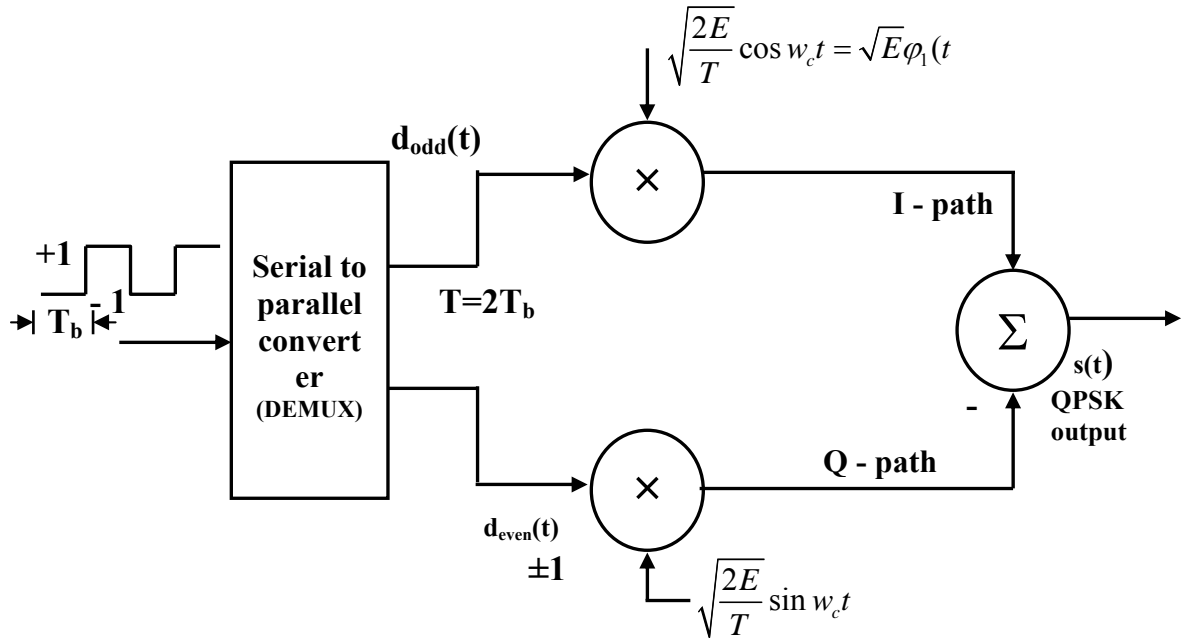 √(2E/T) cos w_c t = √E φ₁(t
d_odd(t)
×
I - path
+1
- 1
T_b
Serial to
parallel
convert
er
(DEMUX)
T=2T_b
Σ
s(t)
QPSK
output
-
Q - path
×
d_even(t)
±1
√(2E/T) sin w_c t